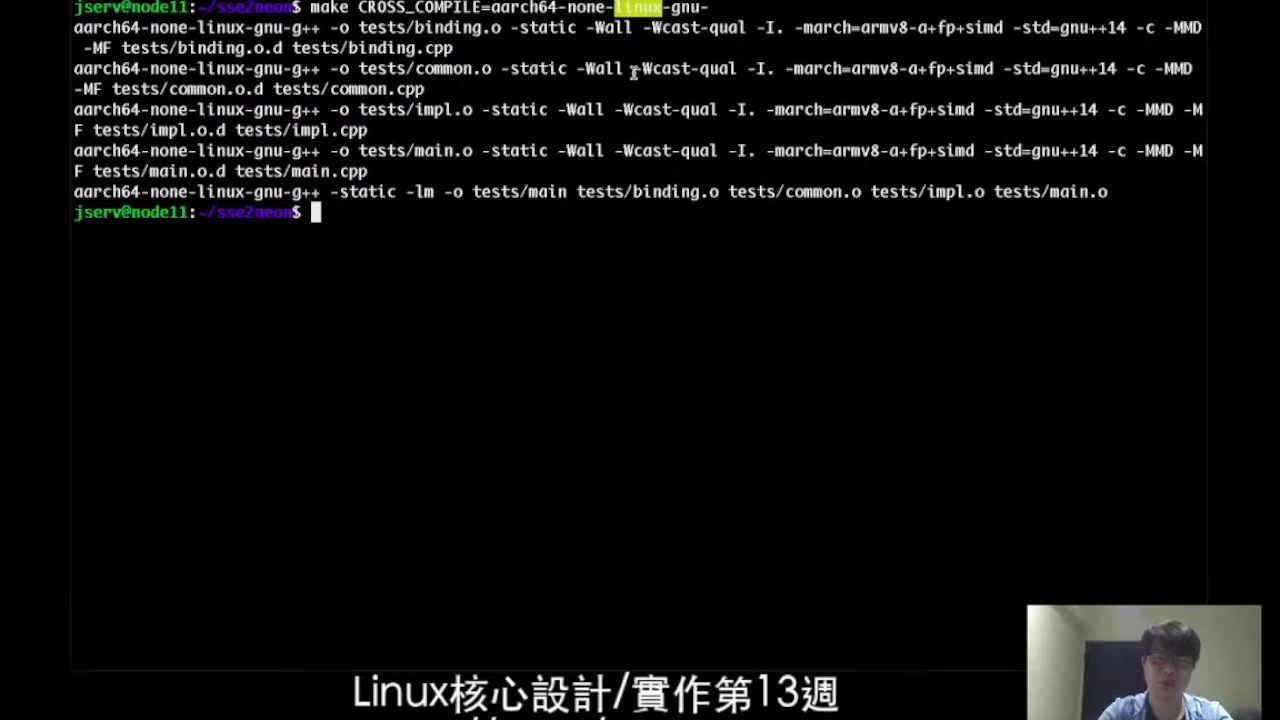 jserv@node11:~/sse2neon$ make CROSS_COMPILE=aarch64-none-linux-gnu-
aarch64-none-linux-gnu-g++ -o tests/binding.o -static -Wall -Wcast-qual -I. -march=armv8-a+fp+simd -std=gnu++14 -c -MMD
-MF tests/binding.o.d tests/binding.cpp
aarch64-none-linux-gnu-g++ -o tests/common.o -static -Wall -Wcast-qual -I. -march=armv8-a+fp+simd -std=gnu++14 -c -MMD
-MF tests/common.o.d tests/common.cpp
aarch64-none-linux-gnu-g++ -o tests/impl.o -static -Wall -Wcast-qual -I. -march=armv8-a+fp+simd -std=gnu++14 -c -MMD -M
F tests/impl.o.d tests/impl.cpp
aarch64-none-linux-gnu-g++ -o tests/main.o -static -Wall -Wcast-qual -I. -march=armv8-a+fp+simd -std=gnu++14 -c -MMD -M
F tests/main.o.d tests/main.cpp
aarch64-none-linux-gnu-g++ -static -lm -o tests/main tests/binding.o tests/common.o tests/impl.o tests/main.o
jserv@node11:~/sse2neon$
Linux核心設計/實作第13週